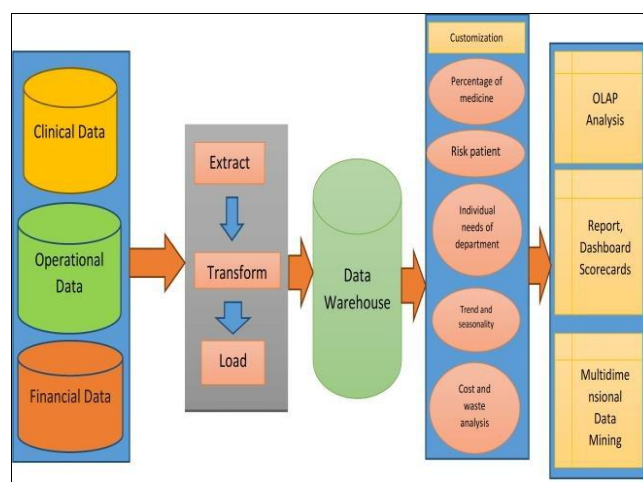 Clinical Data
Operational
Data
Financial Data
Extract
Transform
Load
Data
Warehouse
Customization
Percentage of
medicine
Risk patient
Individual
needs of
department
Trend and
seasonality
Cost and
waste
analysis
OLAP
Analysis
Report,
Dashboard
Scorecards
Multidime
nsional
Data
Mining